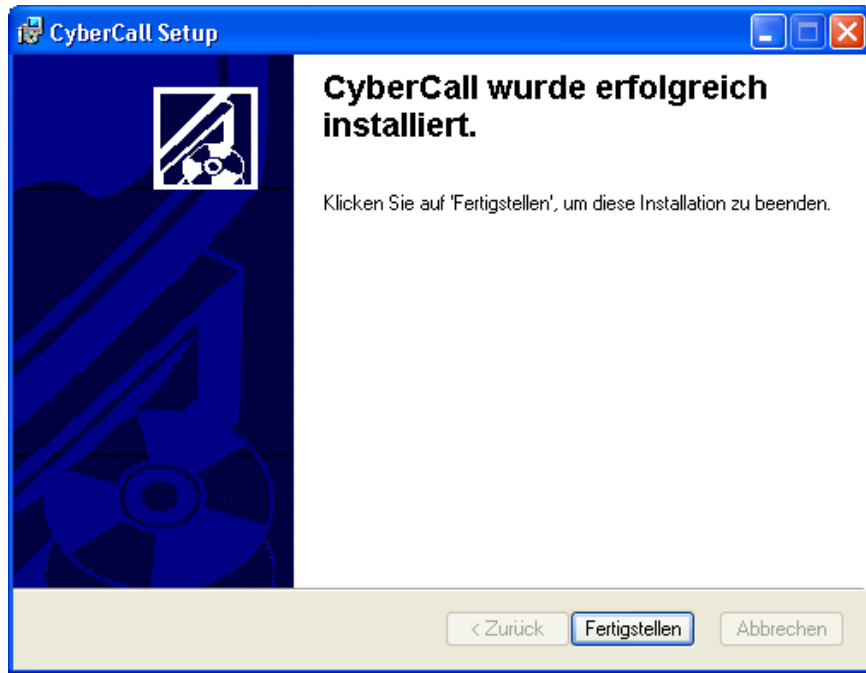 CyberCall Setup
CyberCall wurde erfolgreich
installiert.
Klicken Sie auf 'Fertigstellen', um diese Installation zu beenden.
< Zurück
Fertigstellen
Abbrechen